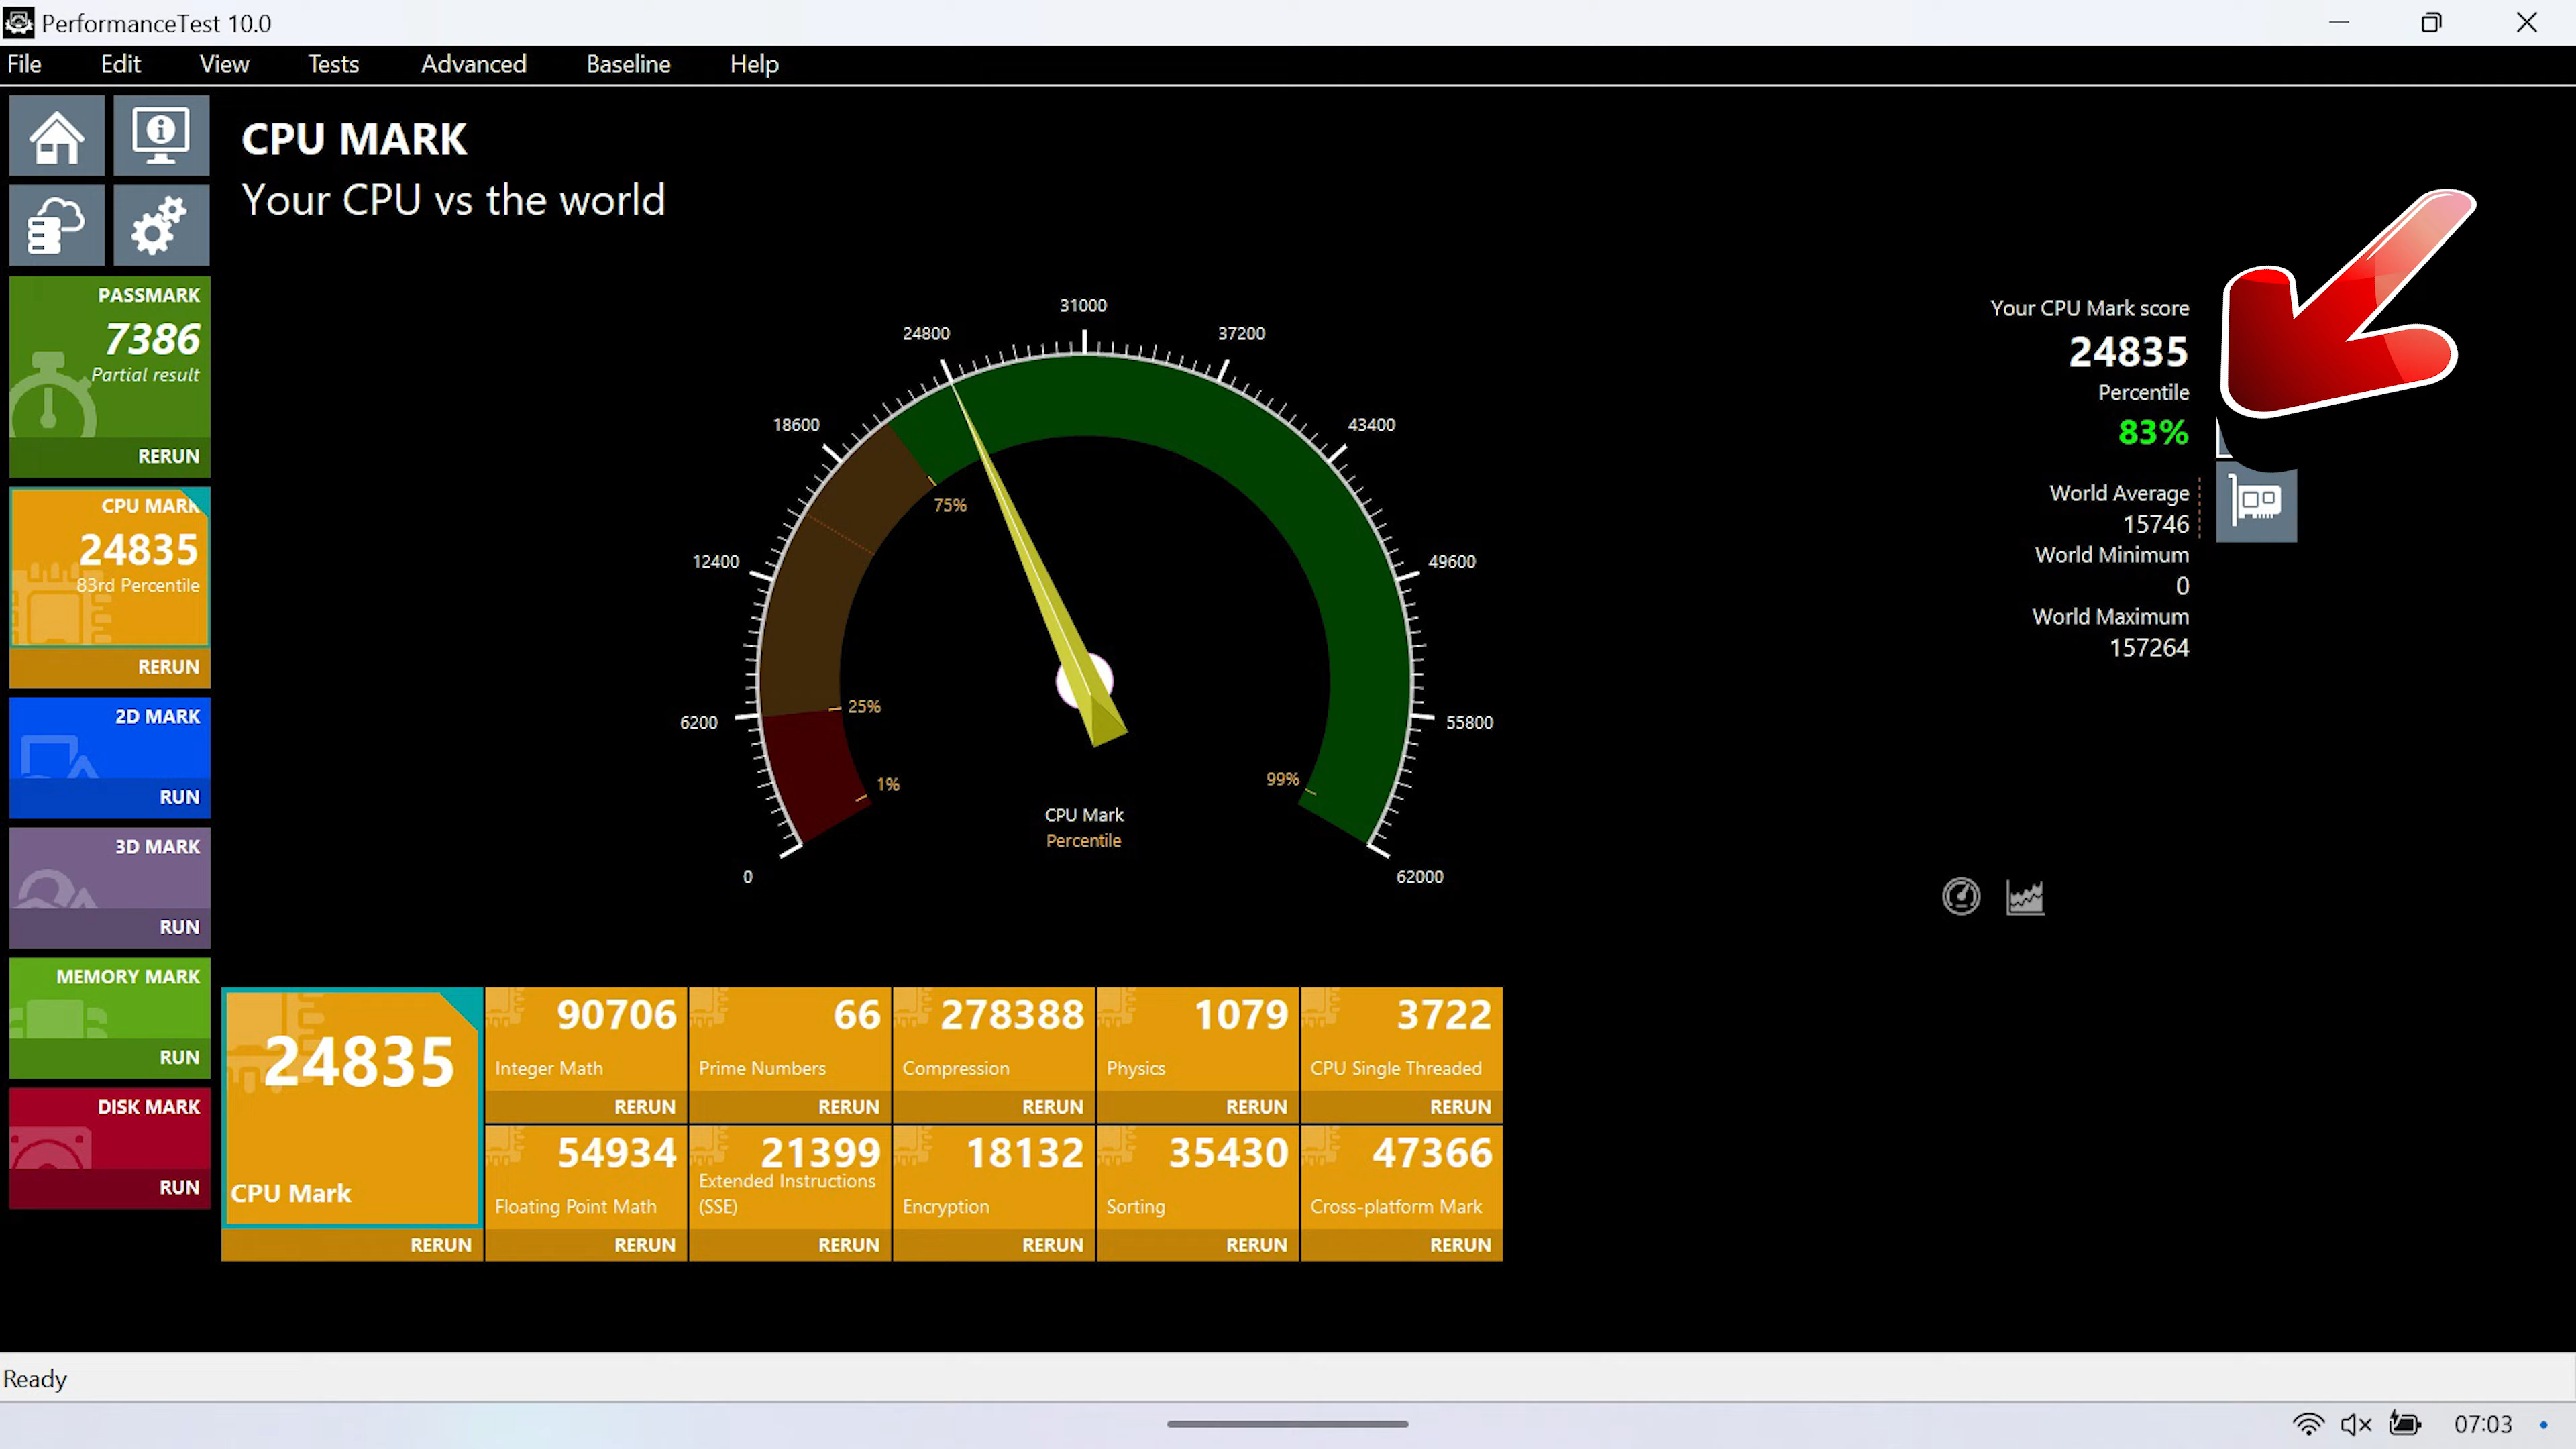 PerformanceTest 10.0
File Edit View Tests Advanced Baseline Help
CPU MARK
Your CPU vs the world
PASSMARK
7386
Partial result
RERUN
CPU MARK
24835
83rd Percentile
RERUN
2D MARK
RUN
3D MARK
RUN
MEMORY MARK
RUN
DISK MARK
RUN
0
6200
12400
18600
24800
31000
37200
43400
49600
55800
62000
1%
25%
75%
99%
CPU Mark
Percentile
Your CPU Mark score
24835
Percentile
83%
World Average
15746
World Minimum
0
World Maximum
157264
24835
CPU Mark
RERUN
90706
Integer Math
RERUN
66
Prime Numbers
RERUN
278388
Compression
RERUN
1079
Physics
RERUN
3722
CPU Single Threaded
RERUN
54934
Floating Point Math
RERUN
21399
Extended Instructions
(SSE)
RERUN
18132
Encryption
RERUN
35430
Sorting
RERUN
47366
Cross-platform Mark
RERUN
Ready
07:03